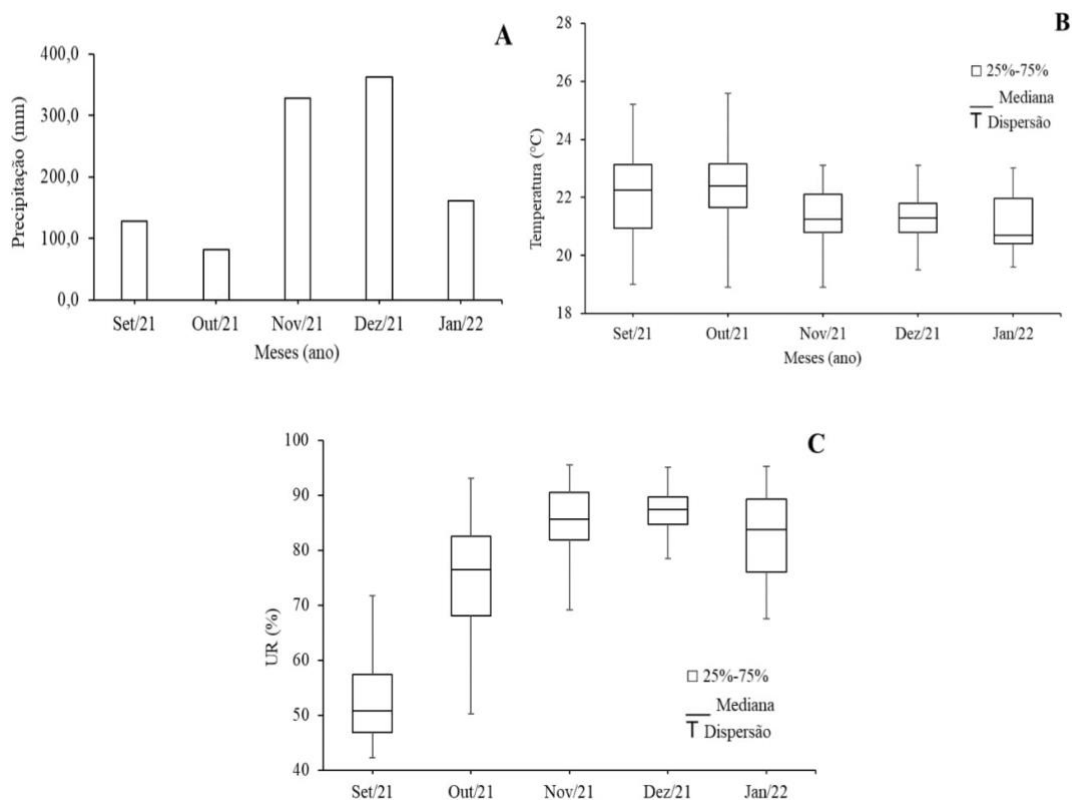 A
Precipitação (mm)
400,0
300,0
200,0
100,0
0,0
Set/21 Out/21 Nov/21 Dez/21 Jan/22
Meses (ano)
B
Temperatura (°C)
28
26
24
22
20
18
25%-75%
Mediana
Dispersão
Set/21 Out/21 Nov/21 Dez/21 Jan/22
Meses (ano)
C
UR (%)
100
90
80
70
60
50
40
25%-75%
Mediana
Dispersão
Set/21 Out/21 Nov/21 Dez/21 Jan/22